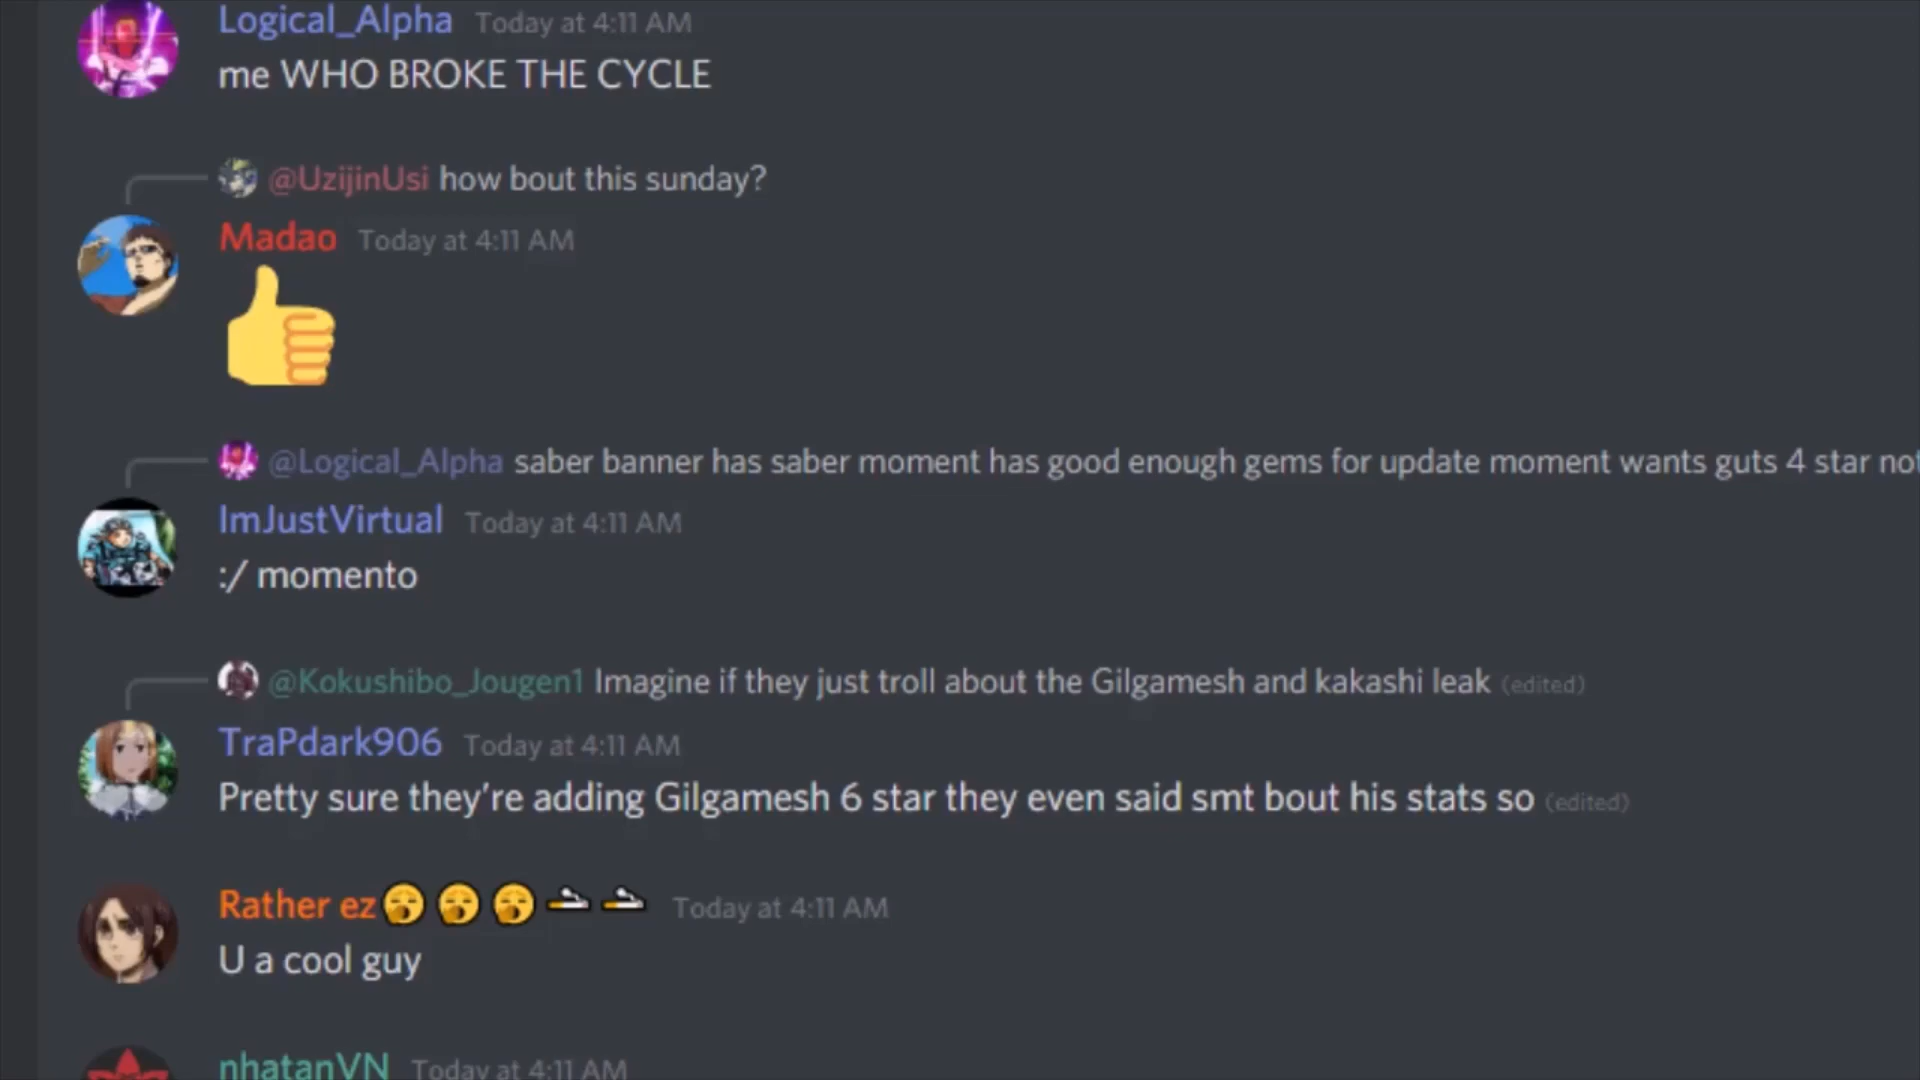 Logical_Alpha Today at 4:11 AM
me WHO BROKE THE CYCLE
@UzijinUsi how bout this sunday?
Madao Today at 4:11 AM
👍
@Logical_Alpha saber banner has saber moment has good enough gems for update moment wants guts 4 star not
ImJustVirtual Today at 4:11 AM
:/ momento
@Kokushibo_Jougen1 Imagine if they just troll about the Gilgamesh and kakashi leak (edited)
TraPdark906 Today at 4:11 AM
Pretty sure they're adding Gilgamesh 6 star they even said smt bout his stats so (edited)
Rather ez🥱🥱🥱🚬🚬 Today at 4:11 AM
U a cool guy
nhatanVN Today at 4:11 AM